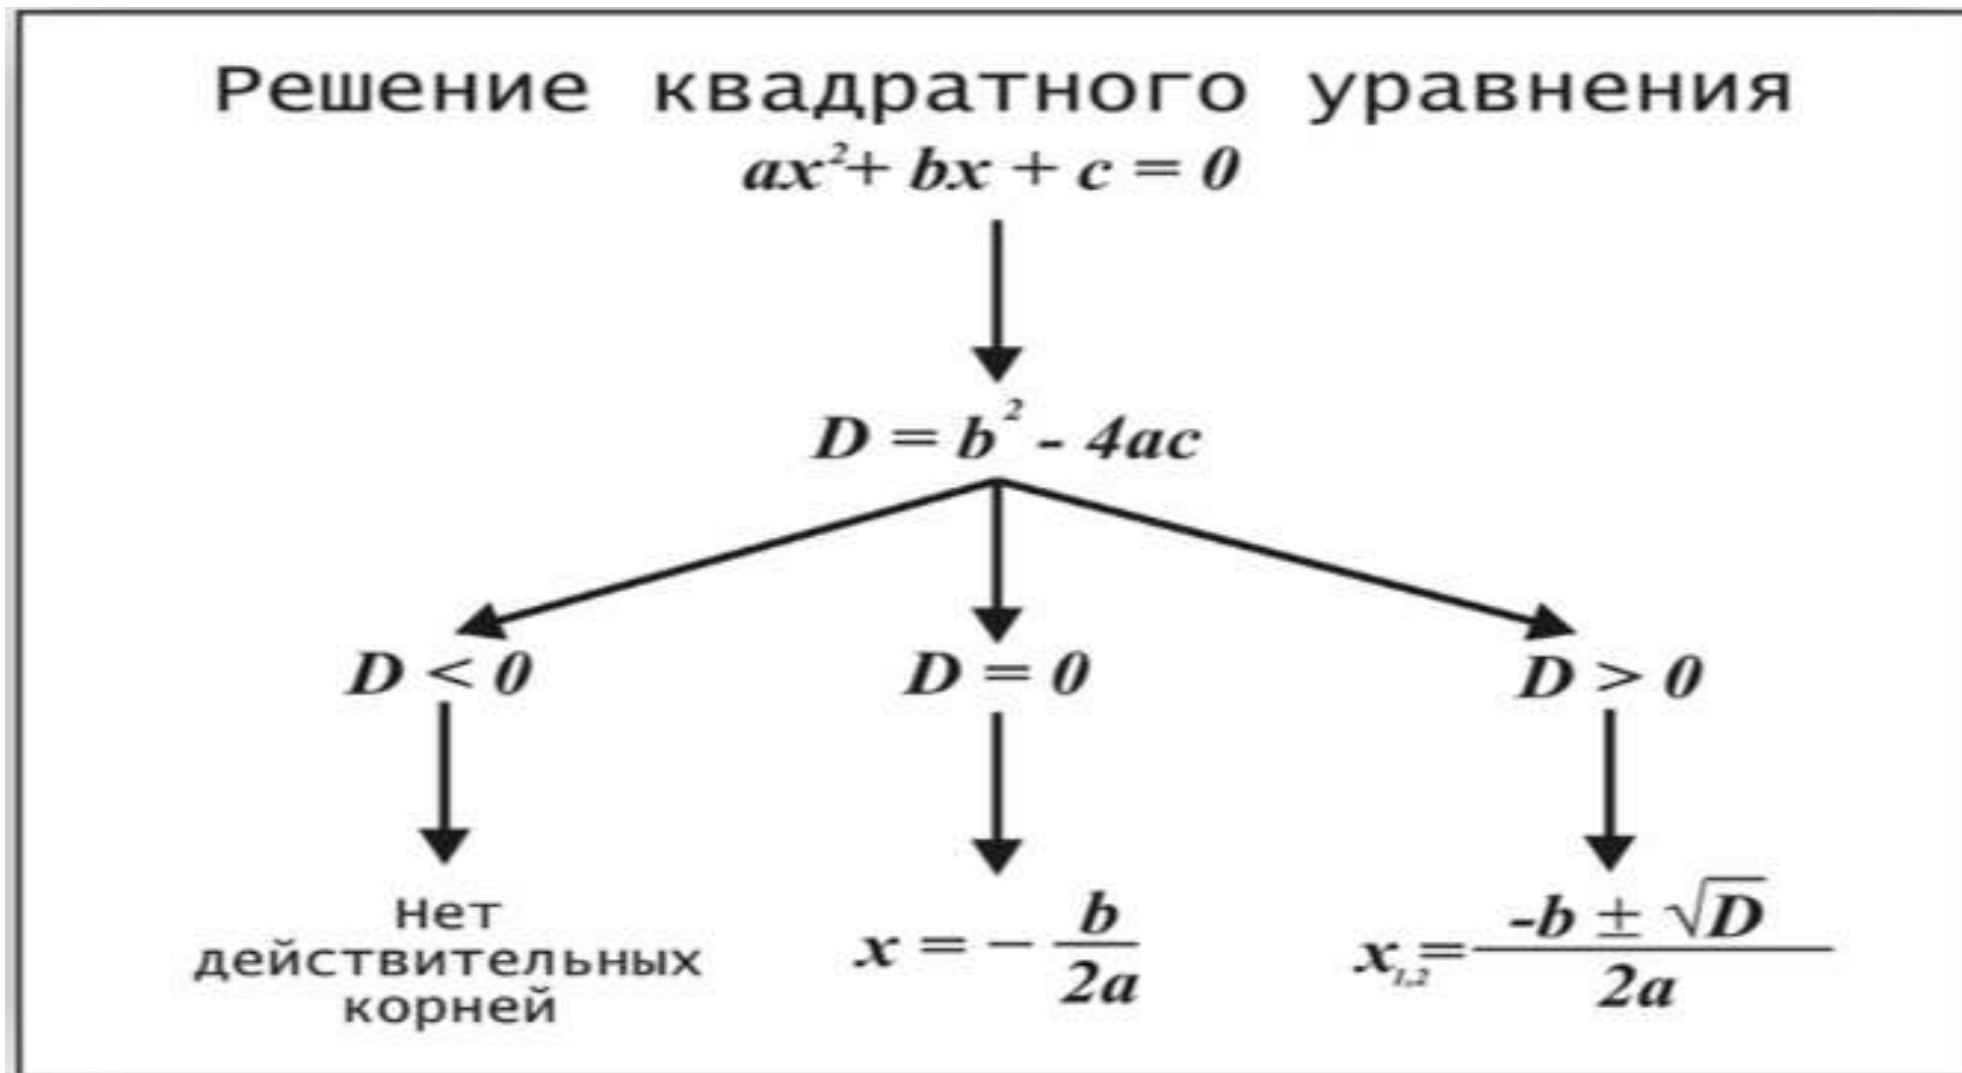 Решение квадратного уравнения
ax²+ bx + c = 0
D = b² - 4ac
D < 0
D = 0
D > 0
Нет
действительных
корней
x = − b/2a
x₁,₂= -b ± √D/2a